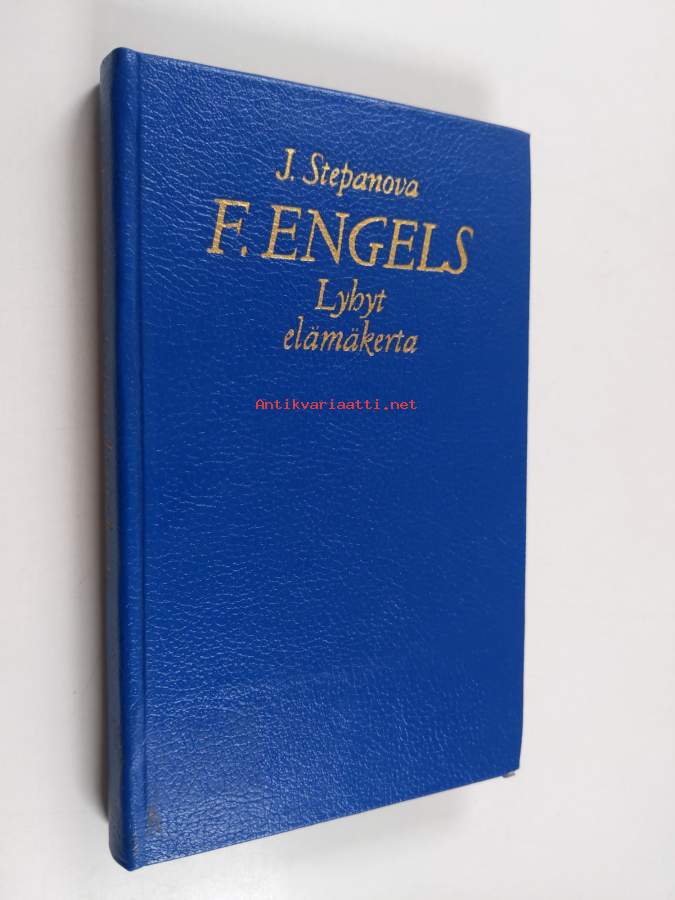 J. Stepanova
F. ENGELS
Lyhyt
elämäkerta
Antikvariaatti.net